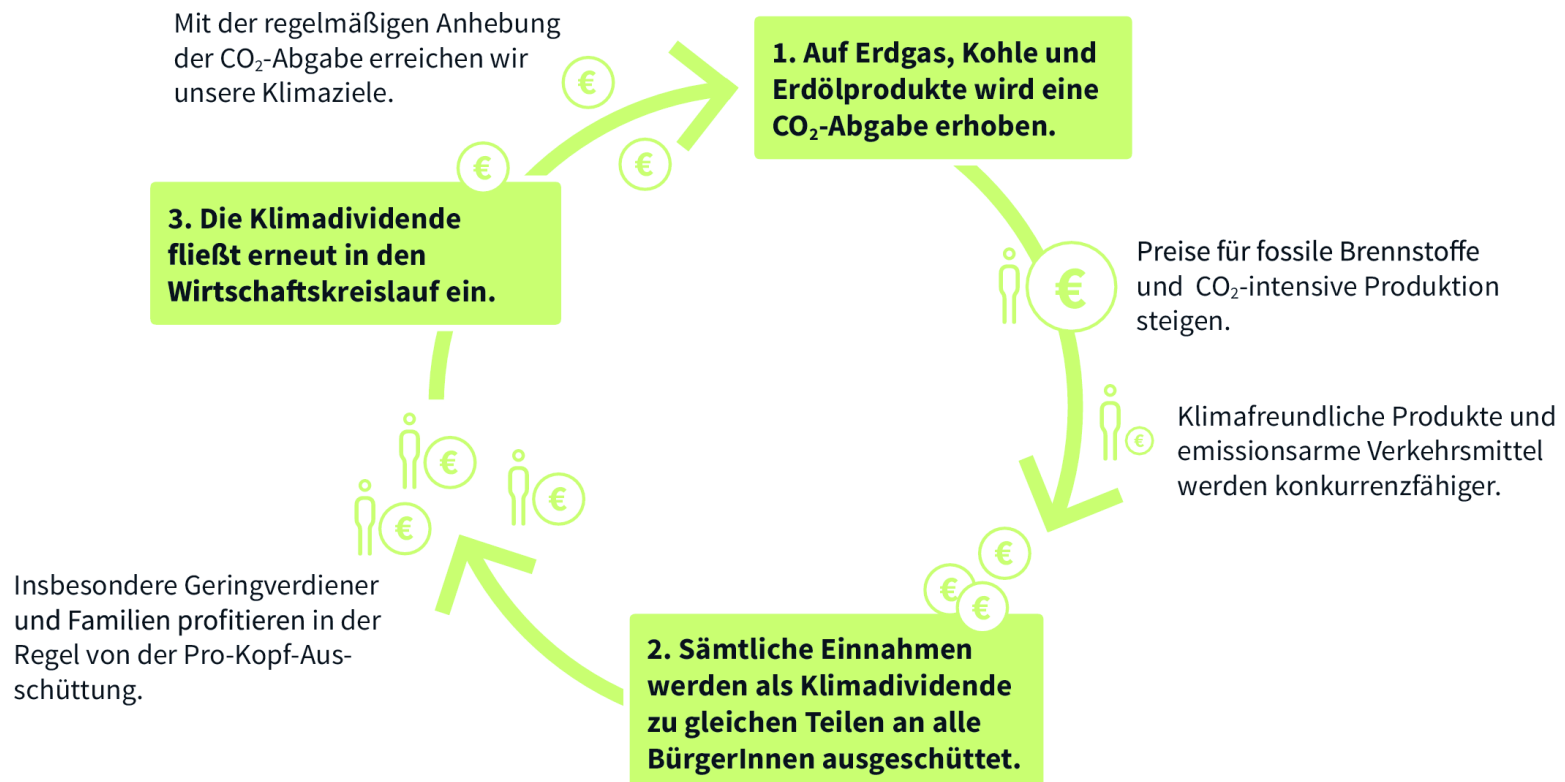 Mit der regelmäßigen Anhebung
der CO₂-Abgabe erreichen wir
unsere Klimaziele.
€
€
€
1. Auf Erdgas, Kohle und
Erdölprodukte wird eine
CO₂-Abgabe erhoben.
3. Die Klimadividende
fließt erneut in den
Wirtschaftskreislauf ein.
€
Preise für fossile Brennstoffe
und CO₂-intensive Produktion
steigen.
€
Klimafreundliche Produkte und
emissionsarme Verkehrsmittel
werden konkurrenzfähiger.
€
€
€
€
€
€
2. Sämtliche Einnahmen
werden als Klimadividende
zu gleichen Teilen an alle
BürgerInnen ausgeschüttet.
Insbesondere Geringverdiener
und Familien profitieren in der
Regel von der Pro-Kopf-Aus-
schüttung.